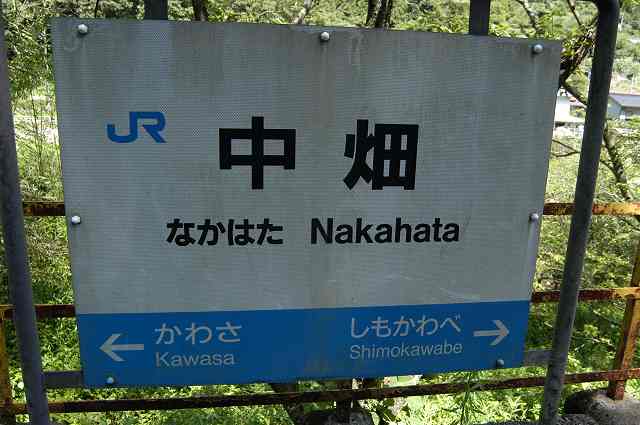 JR 中畑
なかはた Nakahata
← かわさ しもかわべ →
Kawasa Shimokawabe